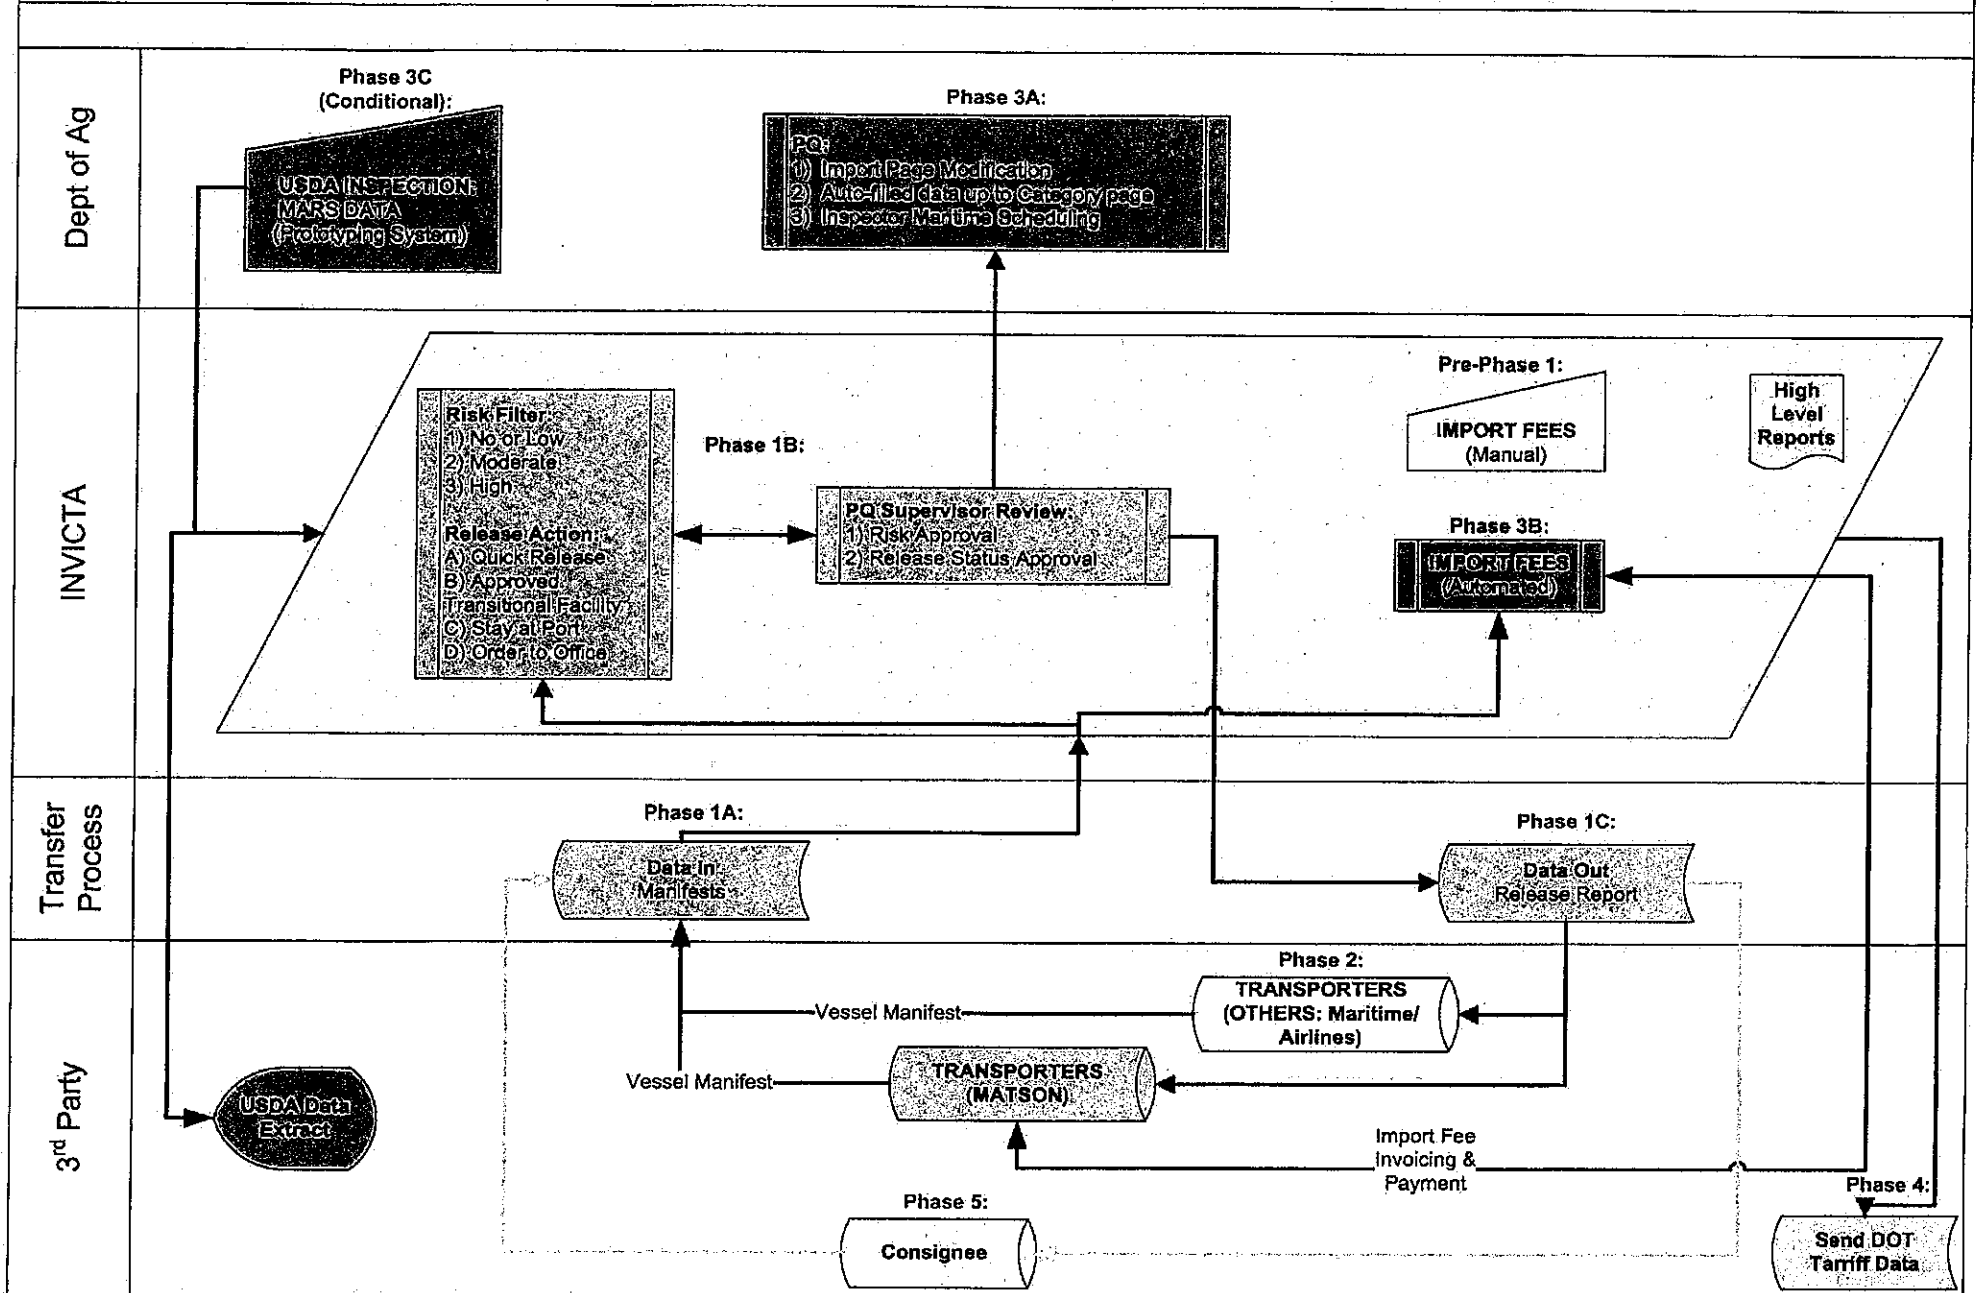 Dept of Ag
Phase 3C
(Conditional):
USDA INSPECTION:
MARS DATA
(Prototyping System)
Phase 3A:
PQ:
1) Import Page Modification
2) Auto-filled data up to Category page
3) Inspector Maritime Scheduling
INVICTA
Risk Filter
1) No or Low
2) Moderate
3) High
Release Action:
A) Quick Release
B) Approved
Transitional Facility
C) Stay at Port
D) Order to Office
Phase 1B:
PQ Supervisor Review:
1) Risk Approval
2) Release Status Approval
Pre-Phase 1:
IMPORT FEES
(Manual)
High
Level
Reports
Phase 3B:
IMPORT FEES
(Automated)
Transfer
Process
Phase 1A:
Data In
Manifests
Phase 1C:
Data Out
Release Report
3rd Party
Phase 2:
TRANSPORTERS
(OTHERS: Maritime/
Airlines)
Vessel Manifest
TRANSPORTERS
(MATSON)
Vessel Manifest
USDA Data
Extract
Import Fee
Invoicing &
Payment
Phase 5:
Consignee
Phase 4:
Send DOT
Tarriff Data